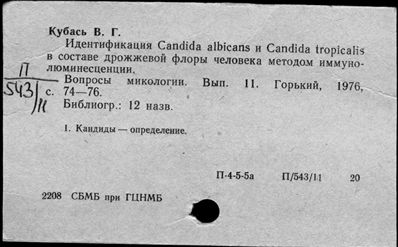 Кубась В. Г.
Идентификация Candida albicans и Candida tropicalis
в составе дрожжевой флоры человека методом иммуно-
люминесценции.
П
543/11
Вопросы микологии. Вып. 11. Горький, 1976,
с. 74—76.
Библиогр.: 12 назв.
1. Кандиды — определение.
П-4-5-5а П/543/11 20
2208 СБМБ при ГЦНМБ